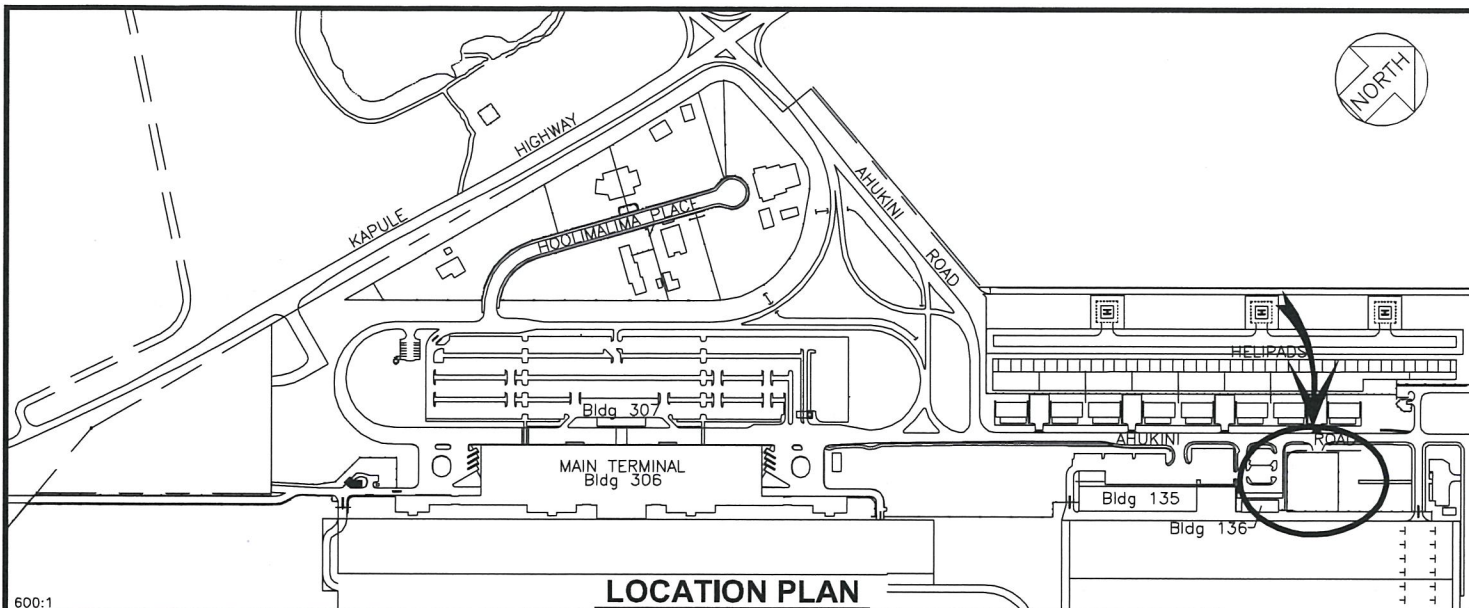 NORTH
KAPULE
HIGHWAY
HOOLIMALIMA PLACE
AHUKINI
ROAD
HELIPADS
Bldg 307
AHUKINI
ROAD
MAIN TERMINAL
Bldg 306
Bldg 135
Bldg 136
LOCATION PLAN
600:1